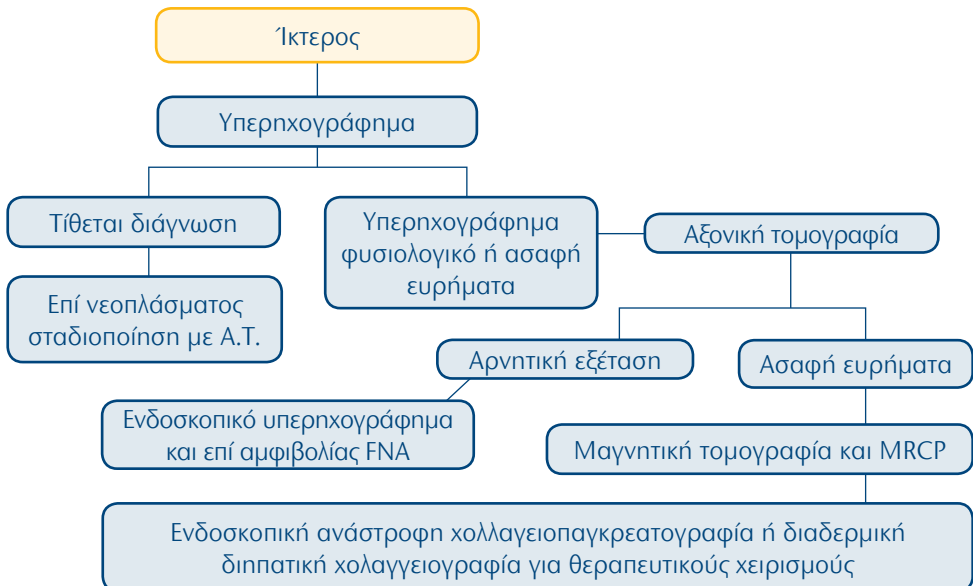 Ίκτερος
Υπερηχογράφημα
Τίθεται διάγνωση
Επί νεοπλάσματος
σταδιοποίηση με Α.Τ.
Υπερηχογράφημα
φυσιολογικό ή ασαφή
ευρήματα
Αξονική τομογραφία
Αρνητική εξέταση
Ασαφή ευρήματα
Ενδοσκοπικό υπερηχογράφημα
και επί αμφιβολίας FNA
Μαγνητική τομογραφία και MRCP
Ενδοσκοπική ανάστροφη χολλαγειοπαγκρεατογραφία ή διαδερμική
διηπατική χολαγγειογραφία για θεραπευτικούς χειρισμούς